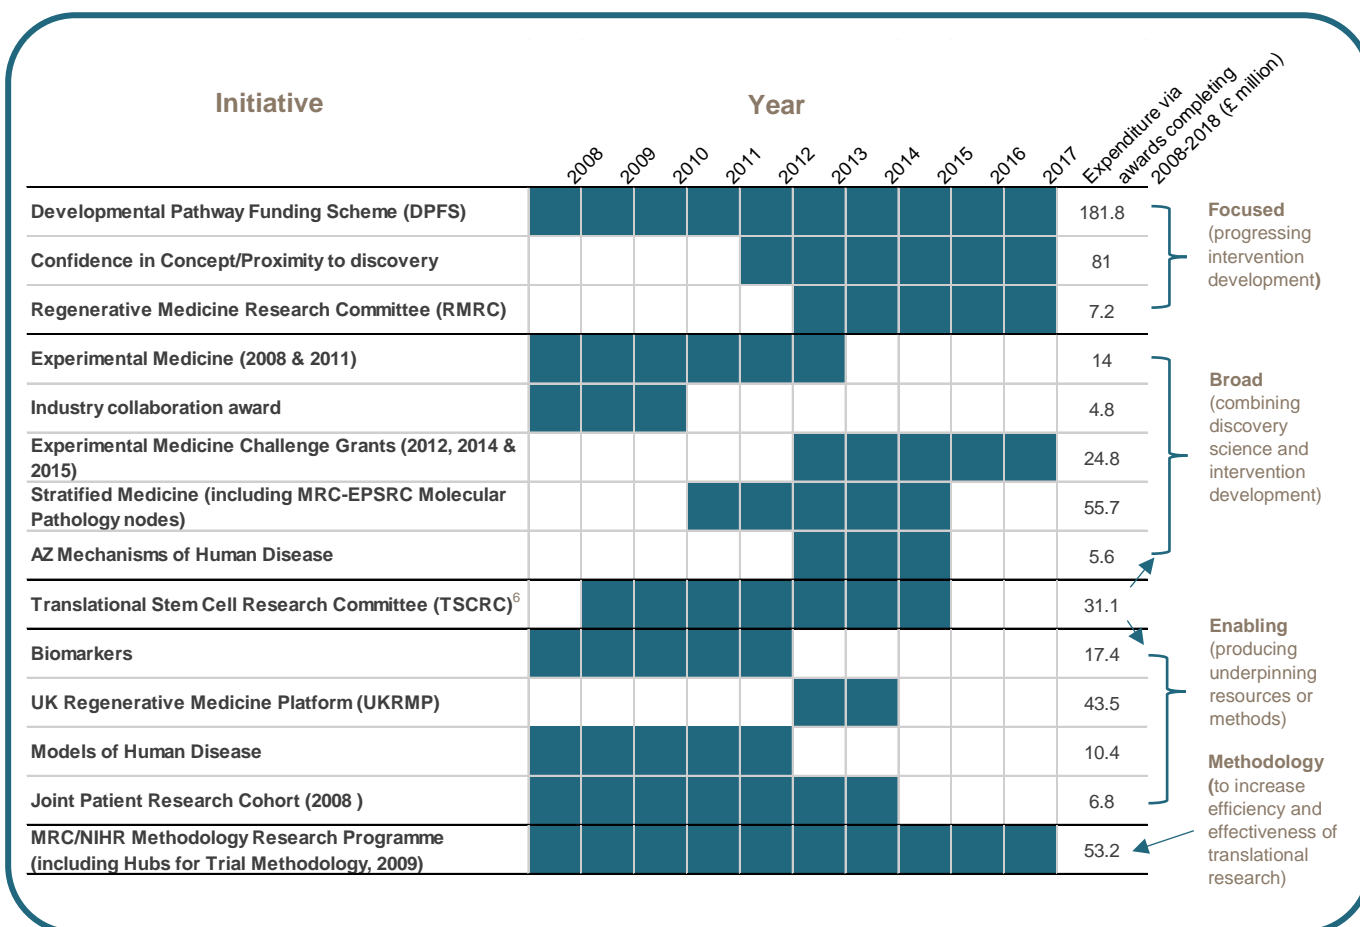 Initiative
Year
2008
2009
2010
2011
2012
2013
2014
2015
2016
2017
Expenditure via
awards completing
2008-2018 (£ million)
Developmental Pathway Funding Scheme (DPFS)
181.8
Confidence in Concept/Proximity to discovery
81
Regenerative Medicine Research Committee (RMRC)
7.2
Focused
(progressing
intervention
development)
Experimental Medicine (2008 & 2011)
14
Industry collaboration award
4.8
Experimental Medicine Challenge Grants (2012, 2014 &
2015)
24.8
Stratified Medicine (including MRC-EPSRC Molecular
Pathology nodes)
55.7
AZ Mechanisms of Human Disease
5.6
Broad
(combining
discovery
science and
intervention
development)
Translational Stem Cell Research Committee (TSCRC)6
31.1
Biomarkers
17.4
UK Regenerative Medicine Platform (UKRMP)
43.5
Models of Human Disease
10.4
Joint Patient Research Cohort (2008 )
6.8
Enabling
(producing
underpinning
resources or
methods)
MRC/NIHR Methodology Research Programme
(including Hubs for Trial Methodology, 2009)
53.2
Methodology
(to increase
efficiency and
effectiveness of
translational
research)